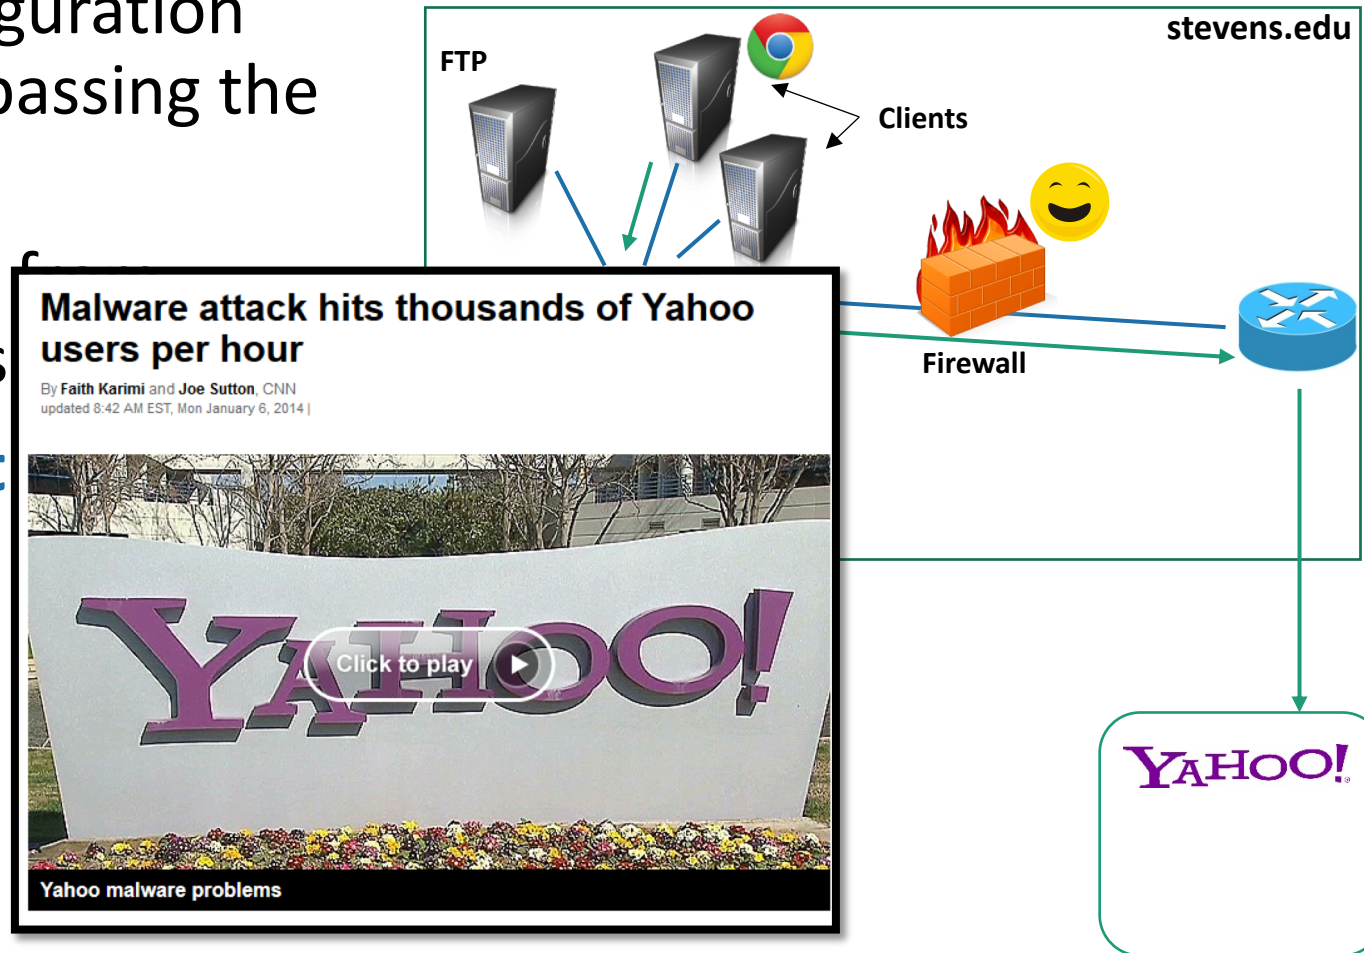 guration
passing the
s
t
stevens.edu
FTP
Clients
Firewall
Malware attack hits thousands of Yahoo
users per hour
By Faith Karimi and Joe Sutton, CNN
updated 8:42 AM EST, Mon January 6, 2014 |
YAHOO!
Click to play
Yahoo malware problems
YAHOO!